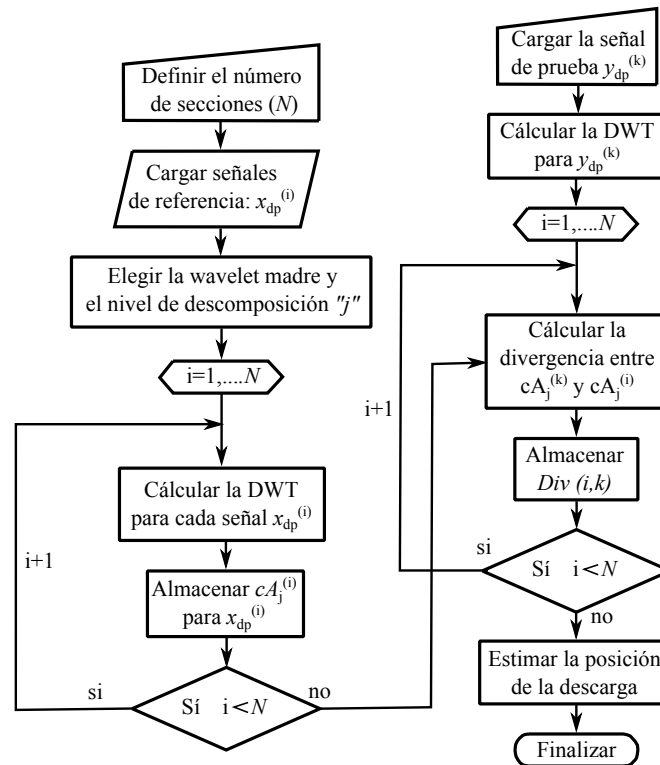 Definir el número
de secciones (N)
Cargar señales
de referencia: x_dp^(i)
Elegir la wavelet madre y
el nivel de descomposición "j"
i=1,....N
i+1
Cálcular la DWT
para cada señal x_dp^(i)
Almacenar cA_j^(i)
para x_dp^(i)
si
Sí i<N
no
Cargar la señal
de prueba y_dp^(k)
Cálcular la DWT
para y_dp^(k)
i=1,....N
i+1
Cálcular la
divergencia entre
cA_j^(k) y cA_j^(i)
Almacenar
Div (i,k)
si
Sí i<N
no
Estimar la posición
de la descarga
Finalizar